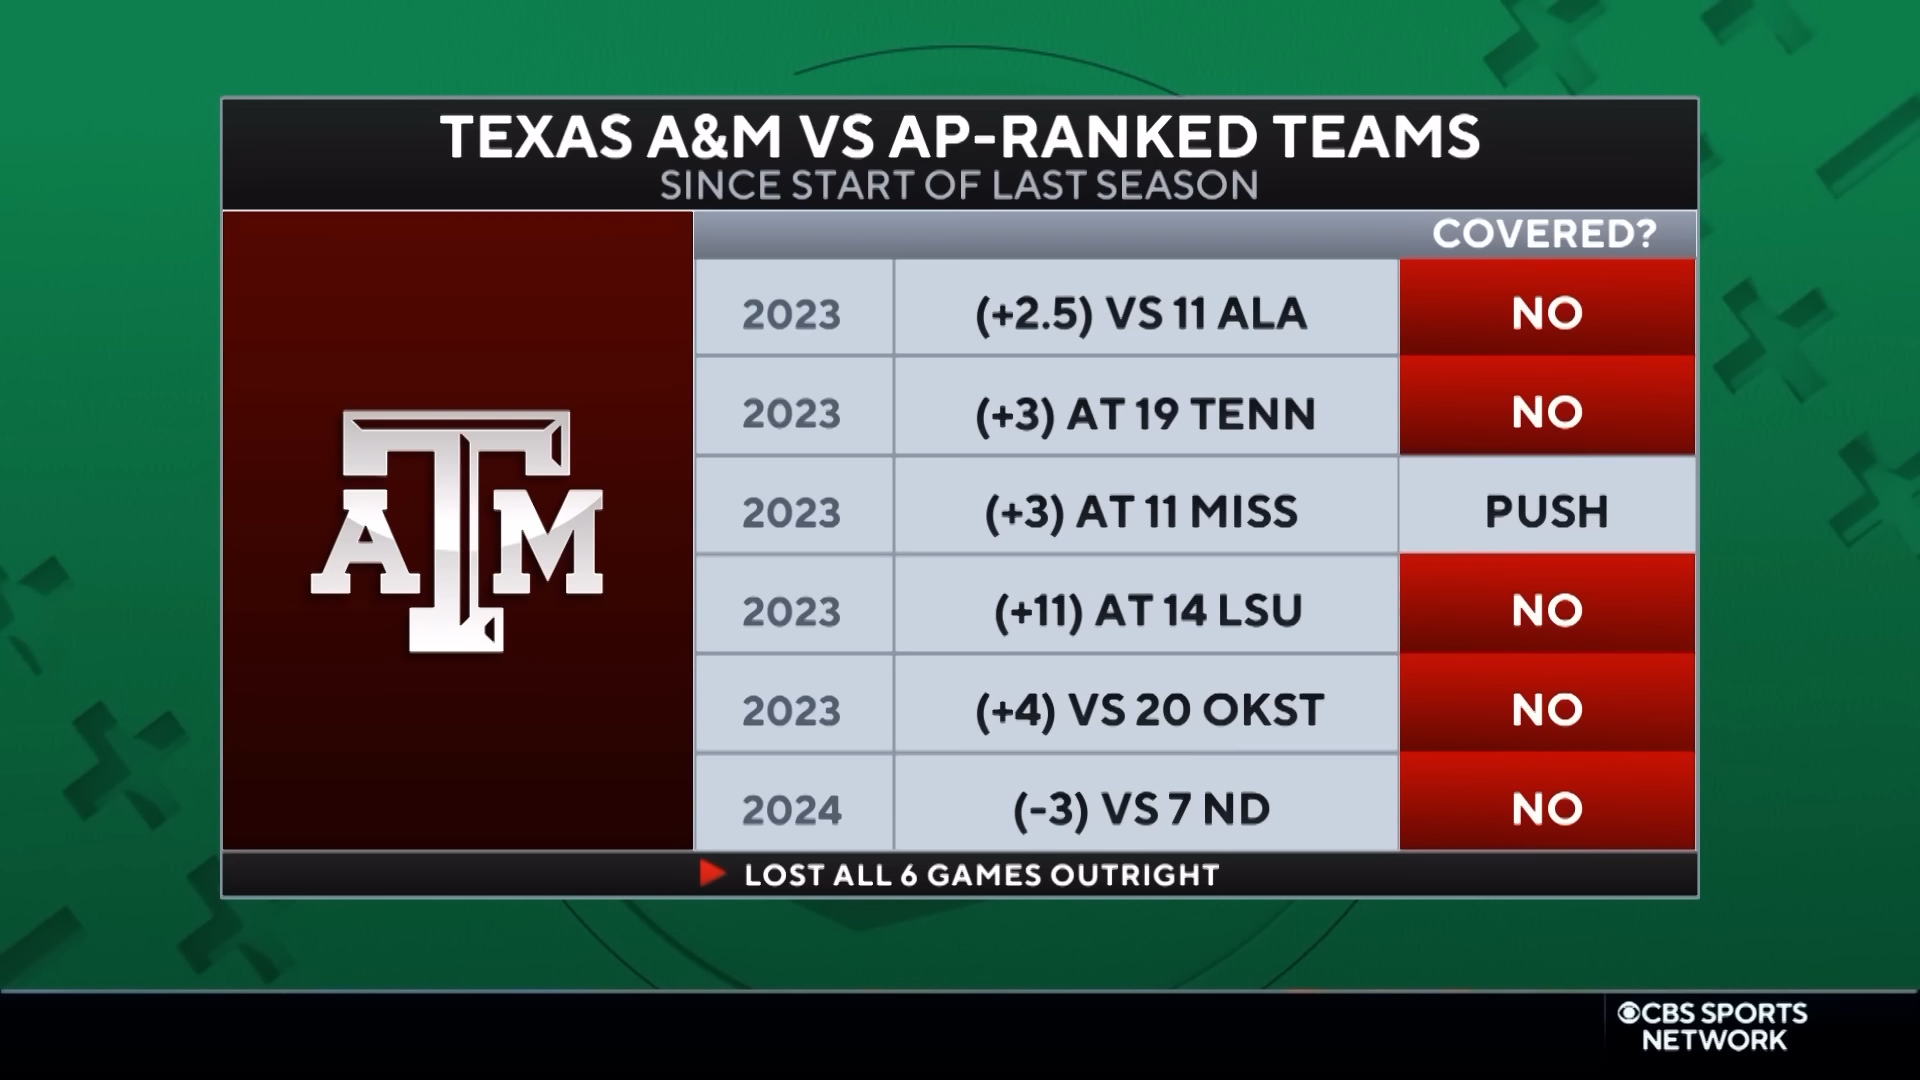 TEXAS A&M VS AP-RANKED TEAMS
SINCE START OF LAST SEASON
COVERED?
2023 (+2.5) VS 11 ALA NO
2023 (+3) AT 19 TENN NO
2023 (+3) AT 11 MISS PUSH
2023 (+11) AT 14 LSU NO
2023 (+4) VS 20 OKST NO
2024 (-3) VS 7 ND NO
ATM
LOST ALL 6 GAMES OUTRIGHT
CBS SPORTS
NETWORK